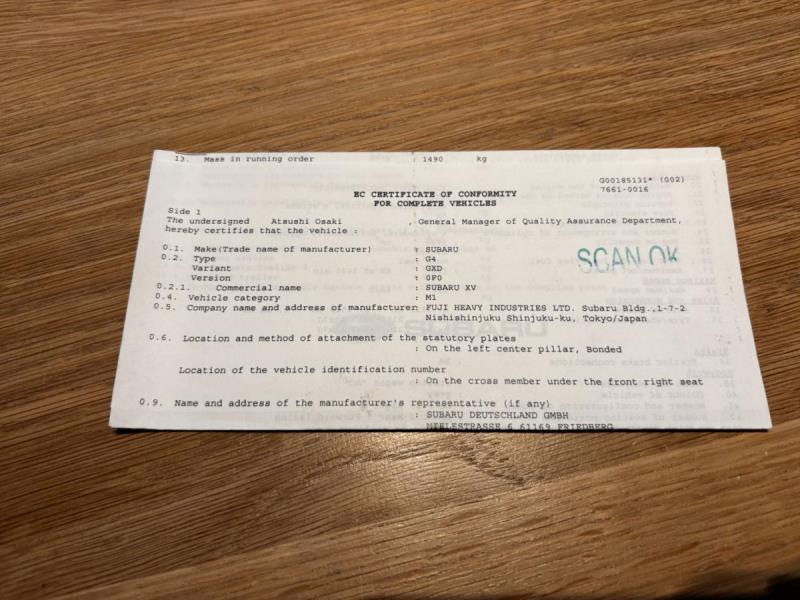 13. Mass in running order : 1490 kg
G00185131* (002)
7661-0016
EC CERTIFICATE OF CONFORMITY
FOR COMPLETE VEHICLES
Side 1
The undersigned Atsushi Osaki , General Manager of Quality Assurance Department,
hereby certifies that the vehicle :
0.1. Make(Trade name of manufacturer) : SUBARU
0.2. Type : G4
Variant : GXD
Version : 0F0
0.2.1. Commercial name : SUBARU XV
0.4. Vehicle category : M1
0.5. Company name and address of manufacturer: FUJI HEAVY INDUSTRIES LTD. Subaru Bldg.,1-7-2
Nishishinjuku Shinjuku-ku, Tokyo/Japan
SCAN OK
0.6. Location and method of attachment of the statutory plates
: On the left center pillar, Bonded
Location of the vehicle identification number
: On the cross member under the front right seat
0.9. Name and address of the manufacturer's representative (if any)
: SUBARU DEUTSCHLAND GMBH
MIELESTRASSE 6 61169 FRIEDBERG